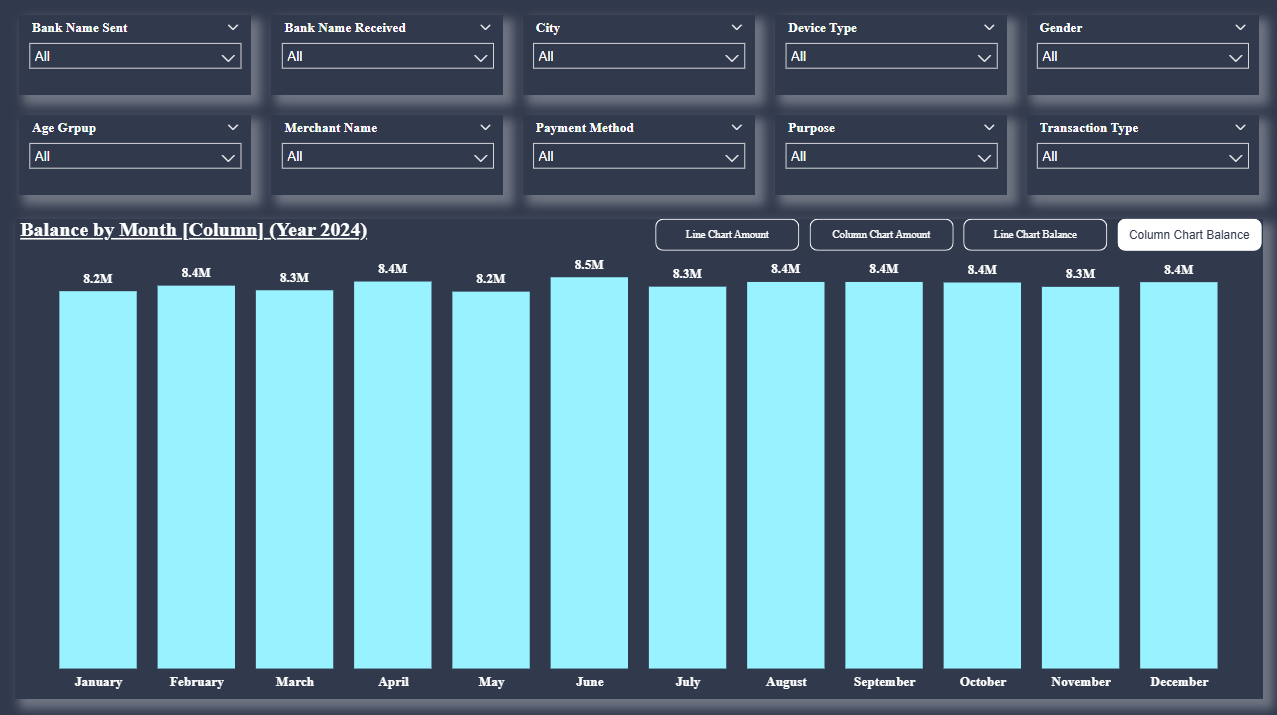 Bank Name Sent
Bank Name Received
City
Device Type
Gender
All
All
All
All
All
Age Grpup
Merchant Name
Payment Method
Purpose
Transaction Type
All
All
All
All
All
Balance by Month [Column] (Year 2024)
Line Chart Amount
Column Chart Amount
Line Chart Balance
Column Chart Balance
8.2M
8.4M
8.3M
8.4M
8.2M
8.5M
8.3M
8.4M
8.4M
8.4M
8.3M
8.4M
January
February
March
April
May
June
July
August
September
October
November
December